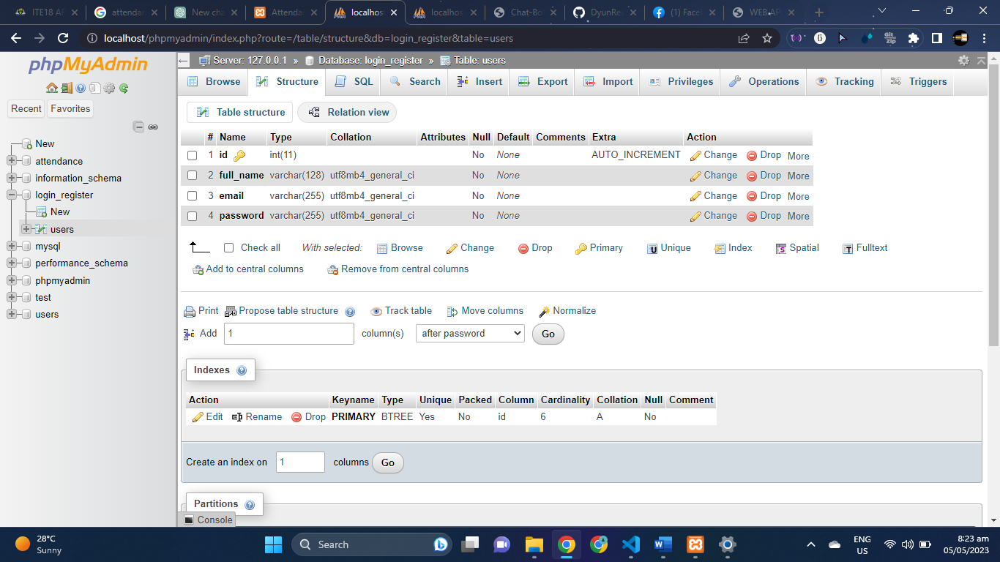 ITE18 AP
attendar
New cha
Attendar
localhos
localhos
Chat-Bo
DyunRe
(1) Face
WEB AP
localhost/phpmyadmin/index.php?route=/table/structure&db=login_register&table=users
phpMyAdmin
Recent Favorites
New
attendance
information_schema
login_register
New
users
mysql
performance_schema
phpmyadmin
test
users
Server: 127.0.0.1 » Database: login_register » Table: users
Browse Structure SQL Search Insert Export Import Privileges Operations Tracking Triggers
Table structure Relation view
# Name Type Collation Attributes Null Default Comments Extra Action
1 id int(11) No None AUTO_INCREMENT Change Drop More
2 full_name varchar(128) utf8mb4_general_ci No None Change Drop More
3 email varchar(255) utf8mb4_general_ci No None Change Drop More
4 password varchar(255) utf8mb4_general_ci No None Change Drop More
Check all With selected: Browse Change Drop Primary Unique Index Spatial Fulltext
Add to central columns Remove from central columns
Print Propose table structure Track table Move columns Normalize
Add 1 column(s) after password Go
Indexes
Action Keyname Type Unique Packed Column Cardinality Collation Null Comment
Edit Rename Drop PRIMARY BTREE Yes No id 6 A No
Create an index on 1 columns Go
Partitions
Console
28°C
Sunny
Search
ENG
US
8:23 am
05/05/2023